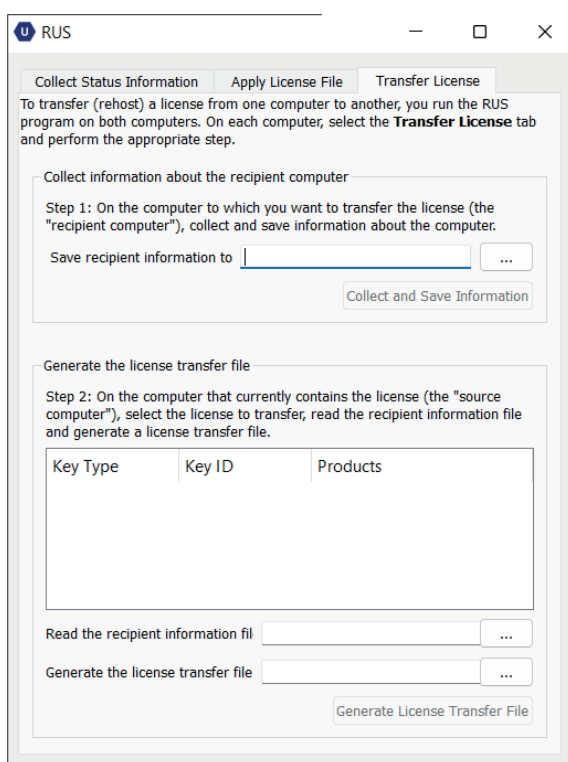 U RUS
Collect Status Information Apply License File Transfer License
To transfer (rehost) a license from one computer to another, you run the RUS
program on both computers. On each computer, select the Transfer License tab
and perform the appropriate step.
Collect information about the recipient computer
Step 1: On the computer to which you want to transfer the license (the
"recipient computer"), collect and save information about the computer.
Save recipient information to ...
Collect and Save Information
Generate the license transfer file
Step 2: On the computer that currently contains the license (the "source
computer"), select the license to transfer, read the recipient information file
and generate a license transfer file.
Key Type Key ID Products
Read the recipient information fil ...
Generate the license transfer file ...
Generate License Transfer File